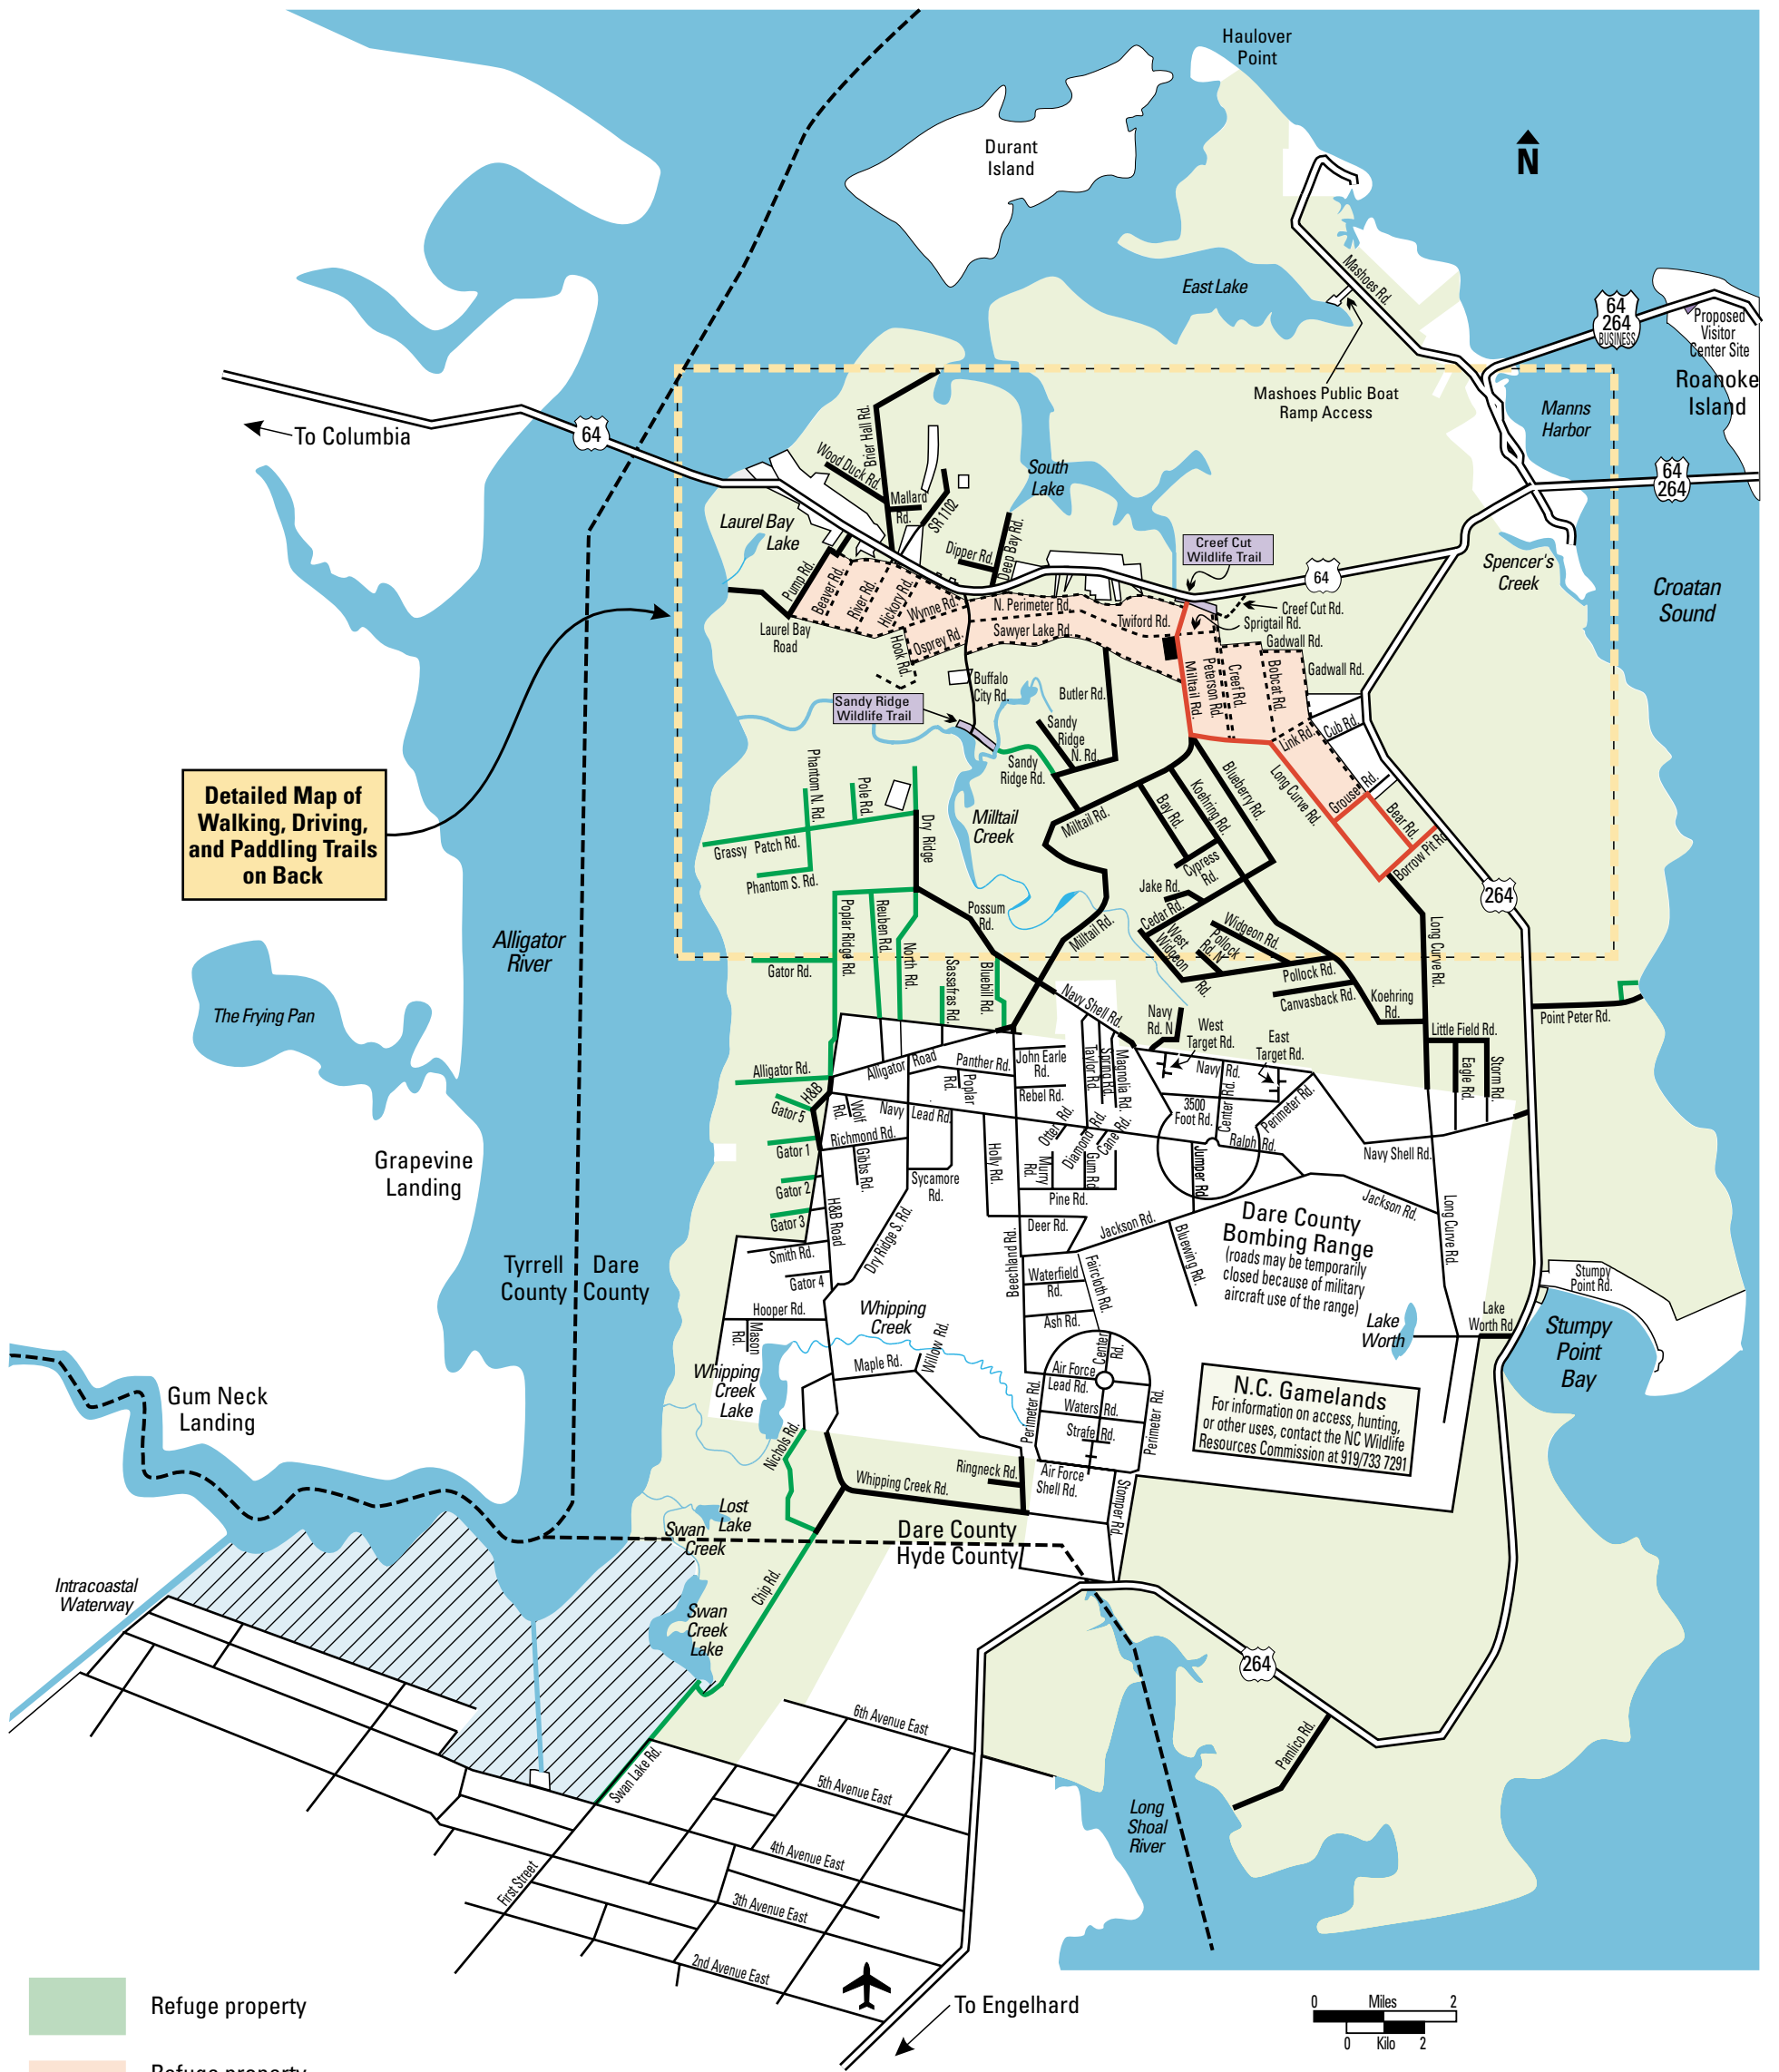 Haulover
Point
Durant
Island
N
East Lake
Mashoes Rd.
64
264
BUSINESS
Proposed
Visitor
Center Site
Roanoke
Island
Mashoes Public Boat
Ramp Access
Manns
Harbor
64
264
To Columbia
64
Brier Hall Rd.
Wood Duck Rd.
Mallard
Rd.
SR 1102
South
Lake
Laurel Bay
Lake
Dipper Rd.
Deep Bay Rd.
Creef Cut
Wildlife Trail
64
Spencer's
Creek
Croatan
Sound
Pump Rd.
Beaver Rd.
River Rd.
Hickory Rd.
Wynne Rd.
N. Perimeter Rd.
Twiford Rd.
Creef Cut Rd.
Sprigtail Rd.
Gadwall Rd.
Laurel Bay
Road
Hook Rd.
Osprey Rd.
Sawyer Lake Rd.
Milltail Rd.
Peterson Rd.
Creef Rd.
Bobcat Rd.
Gadwall Rd.
Buffalo
City Rd.
Butler Rd.
Sandy Ridge
Wildlife Trail
Sandy
Ridge
N. Rd.
Link Rd.
Cub Rd.
Sandy
Ridge Rd.
Detailed Map of
Walking, Driving,
and Paddling Trails
on Back
Phantom N. Rd.
Pole Rd.
Blueberry Rd.
Koehring Rd.
Bay Rd.
Long Curve Rd.
Grouse Rd.
Bear Rd.
Borrow Pit Rd.
Milltail
Creek
Milltail Rd.
Grassy Patch Rd.
Dry Ridge
Cypress
Rd.
Phantom S. Rd.
Jake Rd.
264
Poplar Ridge Rd.
Reuben Rd.
North Rd.
Possum
Rd.
Milltail Rd.
Cedar Rd.
West
Widgeon
Rd.
Pollock
Rd. N
Widgeon Rd.
Long Curve Rd.
Alligator
River
Gator Rd.
Sassafras Rd.
Bluebill Rd.
Pollock Rd.
Canvasback Rd.
Koehring
Rd.
The Frying Pan
Navy Shell Rd.
Navy
Rd. N
West
Target Rd.
East
Target Rd.
Point Peter Rd.
Little Field Rd.
Eagle Rd.
Storm Rd.
Alligator Rd.
Alligator Road
Panther Rd.
John Earle
Rd.
Taylor Rd.
Spring Rd.
Magnolia Rd.
Navy Rd.
H&B
Poplar
Rd.
Rebel Rd.
3500
Foot Rd.
Center Rd.
Perimeter Rd.
Gator 5
Wolf
Rd.
Navy Lead Rd.
Otter Rd.
Diamond Rd.
Cane Rd.
Ralph Rd.
Gator 1
Richmond Rd.
Gibbs Rd.
Holly Rd.
Murry
Rd.
Gum Rd.
Jumper Rd.
Navy Shell Rd.
Grapevine
Landing
Gator 2
Sycamore
Rd.
Pine Rd.
Gator 3
H&B Road
Deer Rd.
Jackson Rd.
Jackson Rd.
Long Curve Rd.
Dare County
Bombing Range
(roads may be temporarily
closed because of military
aircraft use of the range)
Smith Rd.
Dry Ridge S. Rd.
Beechland Rd.
Bluewing Rd.
Tyrrell
County
Dare
County
Gator 4
Waterfield
Rd.
Faircloth Rd.
Stumpy
Point Rd.
Hooper Rd.
Mason
Rd.
Whipping
Creek
Ash Rd.
Lake
Worth
Lake
Worth Rd.
Stumpy
Point
Bay
Maple Rd.
Willow Rd.
Center
Rd.
Air Force
Lead Rd.
Whipping
Creek
Lake
Waters Rd.
Strafe Rd.
Perimeter Rd.
Perimeter Rd.
N.C. Gamelands
For information on access, hunting,
or other uses, contact the NC Wildlife
Resources Commission at 919/733 7291
Gum Neck
Landing
Nichols Rd.
Ringneck Rd.
Air Force
Shell Rd.
Whipping Creek Rd.
Stomper Rd.
Lost
Lake
Swan
Creek
Dare County
Hyde County
Intracoastal
Waterway
Chip Rd.
Swan
Creek
Lake
264
6th Avenue East
Pamlico Rd.
Swan Lake Rd.
5th Avenue East
Long
Shoal
River
4th Avenue East
First Street
3th Avenue East
2nd Avenue East
Refuge property
To Engelhard
0 Miles 2
0 Kilo 2
Refuge property